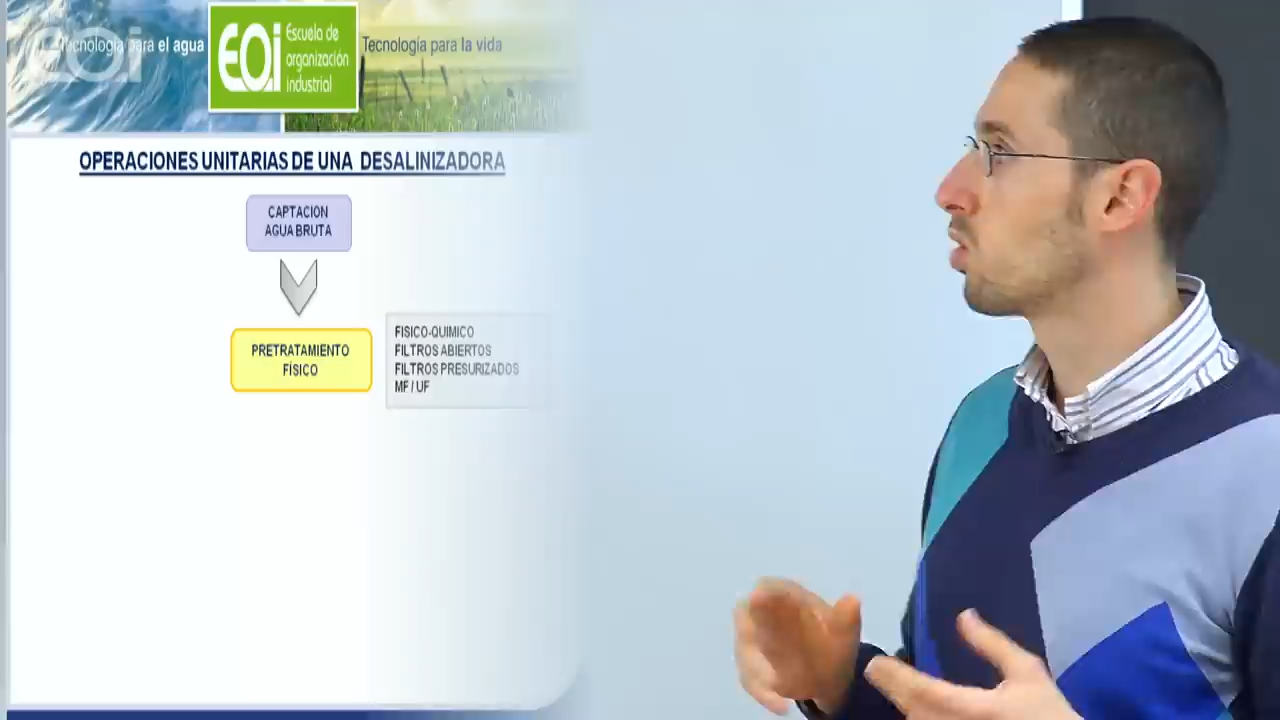 Tecnología para el agua
EOi
EOi
Escuela de
organización
industrial
Tecnología para la vida
OPERACIONES UNITARIAS DE UNA DESALINIZADORA
CAPTACION
AGUA BRUTA
PRETRATAMIENTO
FÍSICO
FISICO-QUIMICO
FILTROS ABIERTOS
FILTROS PRESURIZADOS
MF / UF